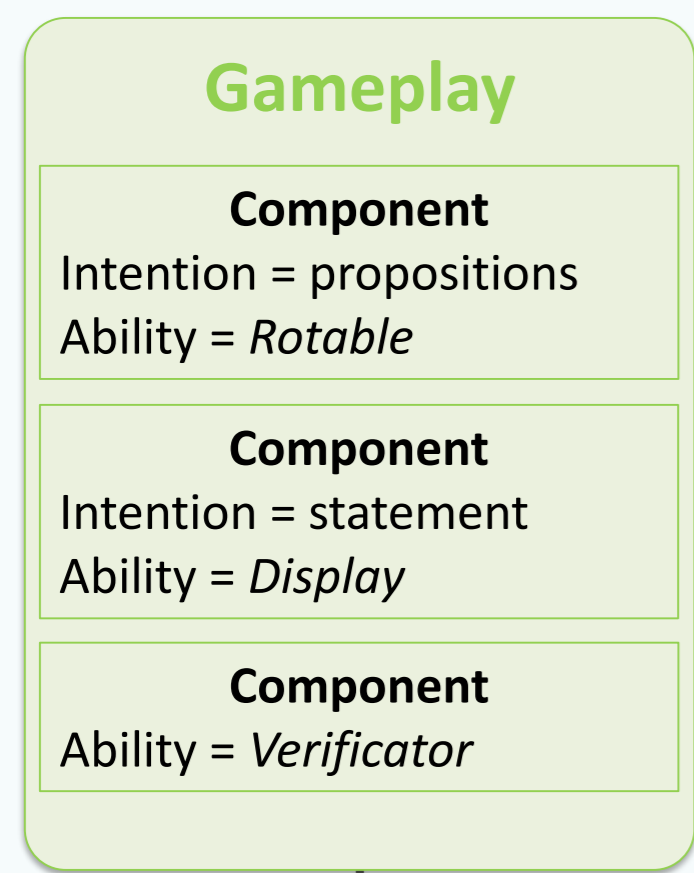 Gameplay
Component
Intention = propositions
Ability = Rotable
Component
Intention = statement
Ability = Display
Component
Ability = Verificator